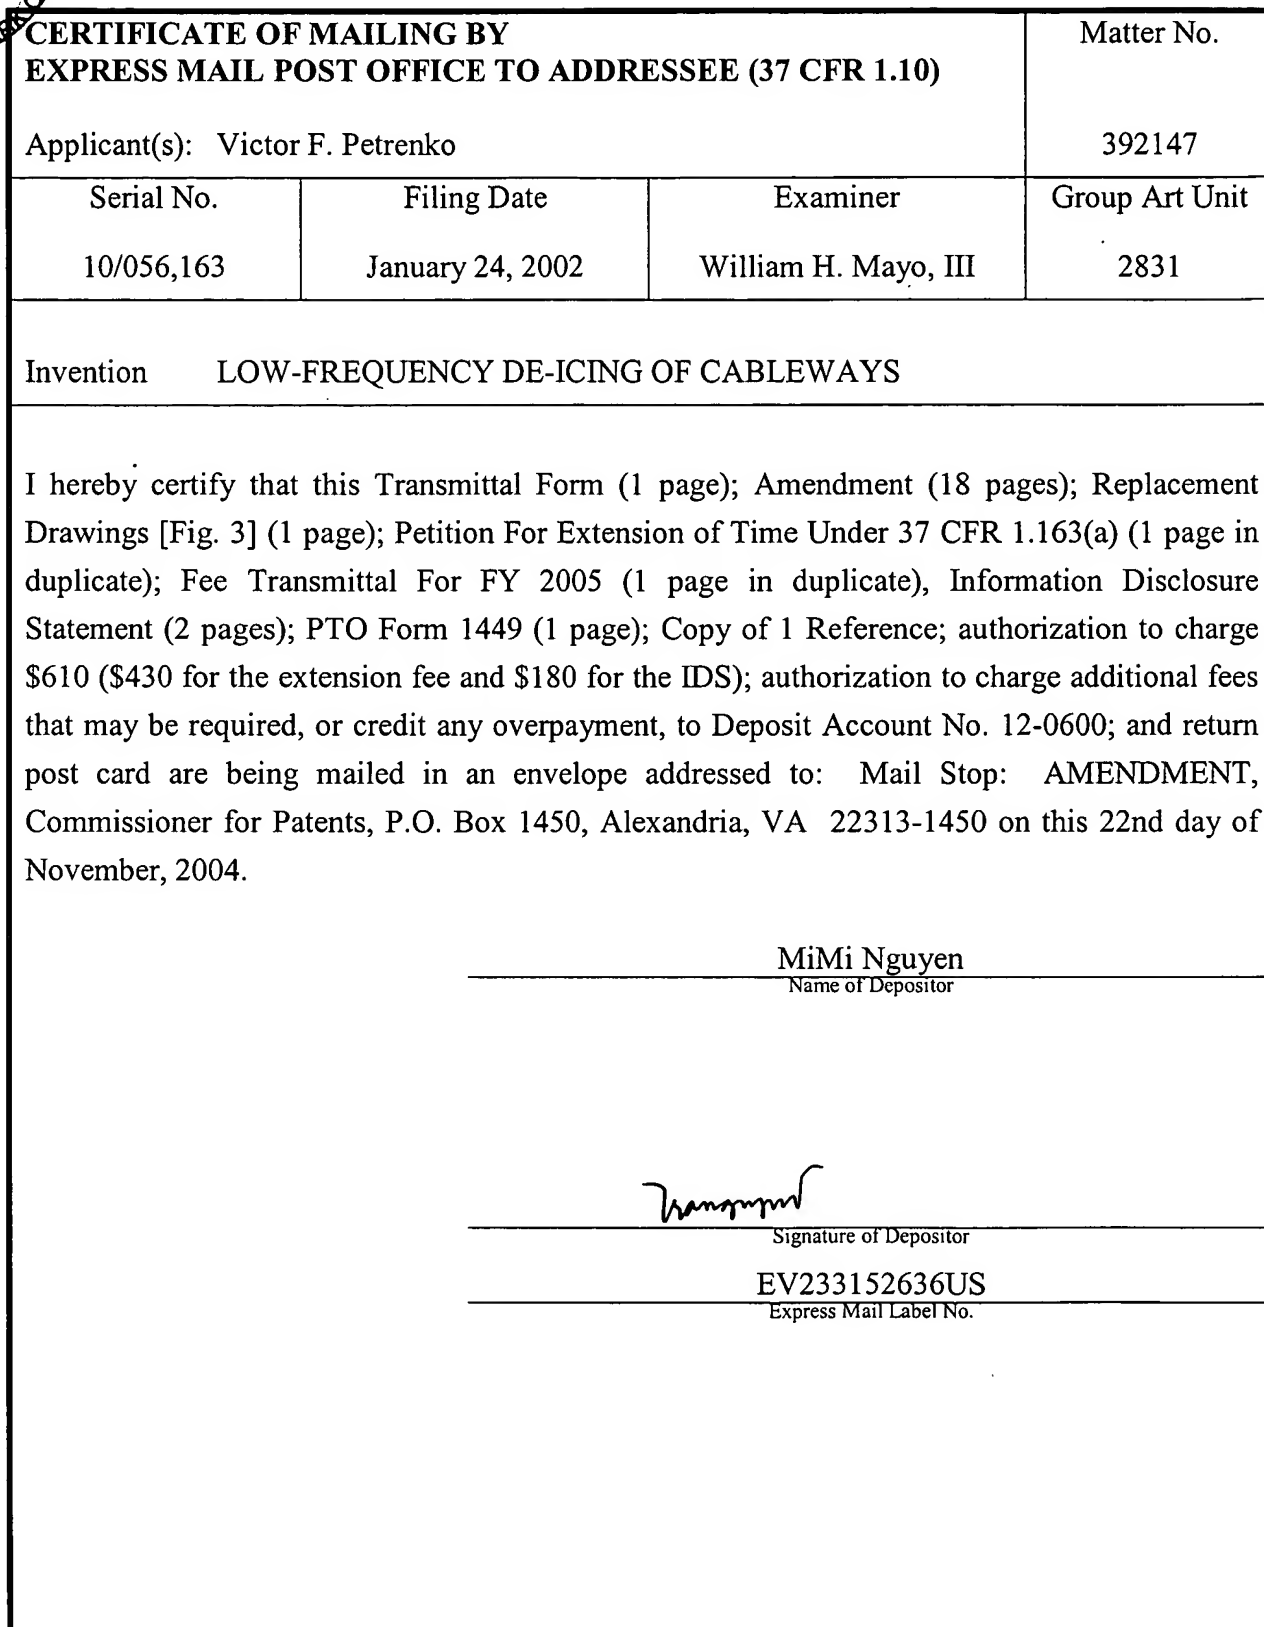 CERTIFICATE OF MAILING BY
EXPRESS MAIL POST OFFICE TO ADDRESSEE (37 CFR 1.10)
Matter No.
Applicant(s): Victor F. Petrenko
392147
Serial No. Filing Date Examiner Group Art Unit
10/056,163 January 24, 2002 William H. Mayo, III 2831
Invention LOW-FREQUENCY DE-ICING OF CABLEWAYS
I hereby certify that this Transmittal Form (1 page); Amendment (18 pages); Replacement
Drawings [Fig. 3] (1 page); Petition For Extension of Time Under 37 CFR 1.163(a) (1 page in
duplicate); Fee Transmittal For FY 2005 (1 page in duplicate), Information Disclosure
Statement (2 pages); PTO Form 1449 (1 page); Copy of 1 Reference; authorization to charge
$610 ($430 for the extension fee and $180 for the IDS); authorization to charge additional fees
that may be required, or credit any overpayment, to Deposit Account No. 12-0600; and return
post card are being mailed in an envelope addressed to: Mail Stop: AMENDMENT,
Commissioner for Patents, P.O. Box 1450, Alexandria, VA 22313-1450 on this 22nd day of
November, 2004.
MiMi Nguyen
Name of Depositor
Signature of Depositor
EV233152636US
Express Mail Label No.